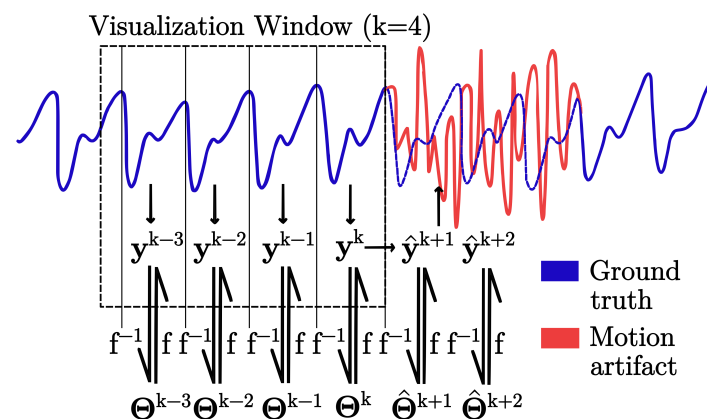 Visualization Window (k=4)
y^{k−3} y^{k−2} y^{k−1} y^k ŷ^{k+1} ŷ^{k+2}
Ground
truth
f^{−1} f f^{−1} f f^{−1} f f^{−1} f f^{−1} f f^{−1} f
Motion
artifact
Θ^{k−3} Θ^{k−2} Θ^{k−1} Θ^k Θ̂^{k+1} Θ̂^{k+2}